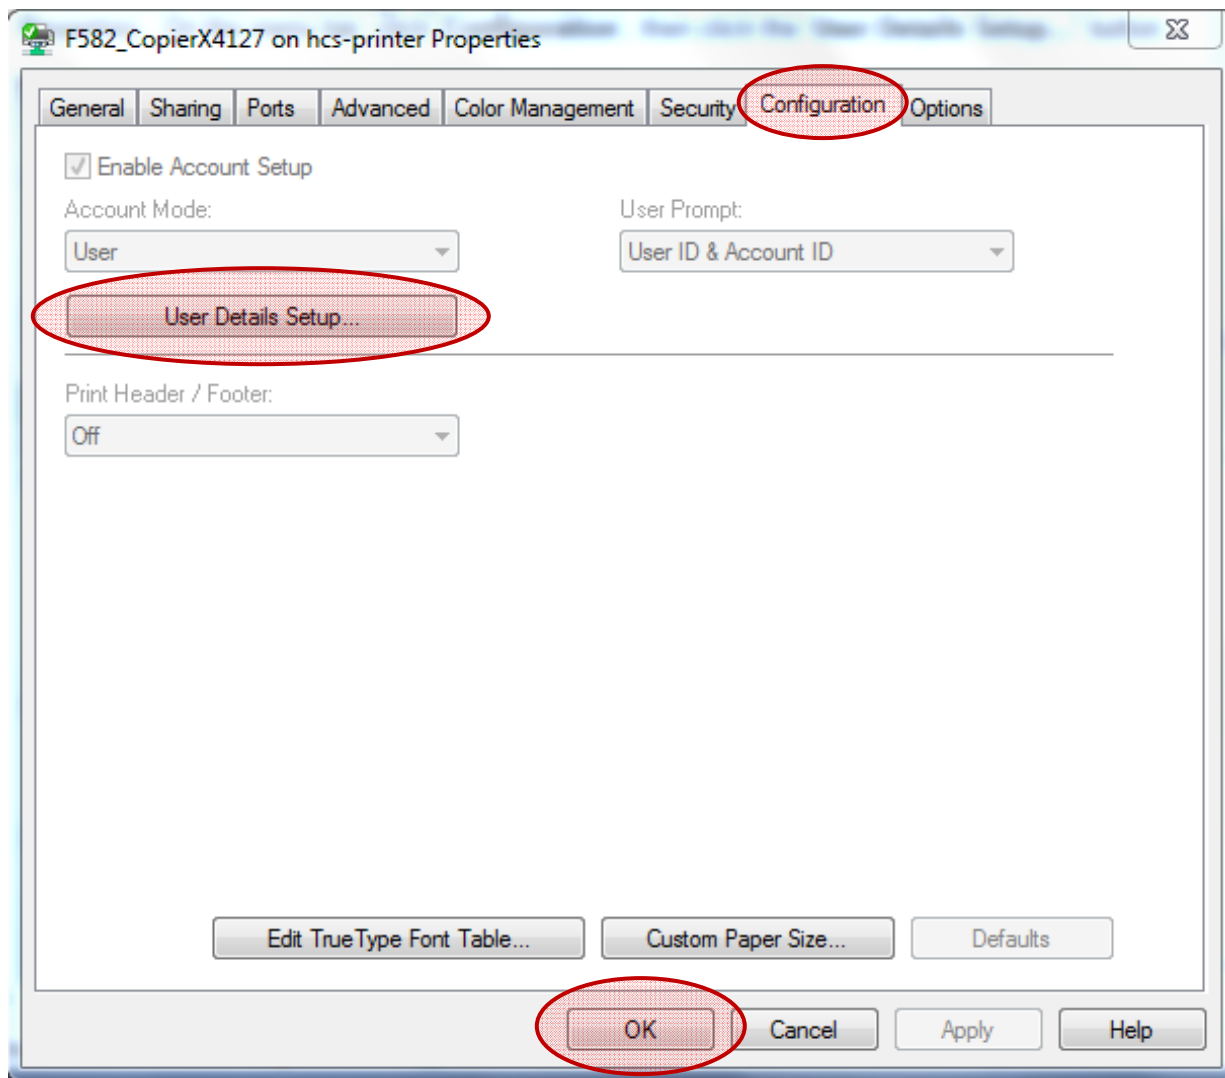 F582_CopierX4127 on hcs-printer Properties
General Sharing Ports Advanced Color Management Security Configuration Options
Enable Account Setup
Account Mode: User Prompt:
User User ID & Account ID
User Details Setup...
Print Header / Footer:
Off
Edit TrueType Font Table... Custom Paper Size... Defaults
OK Cancel Apply Help